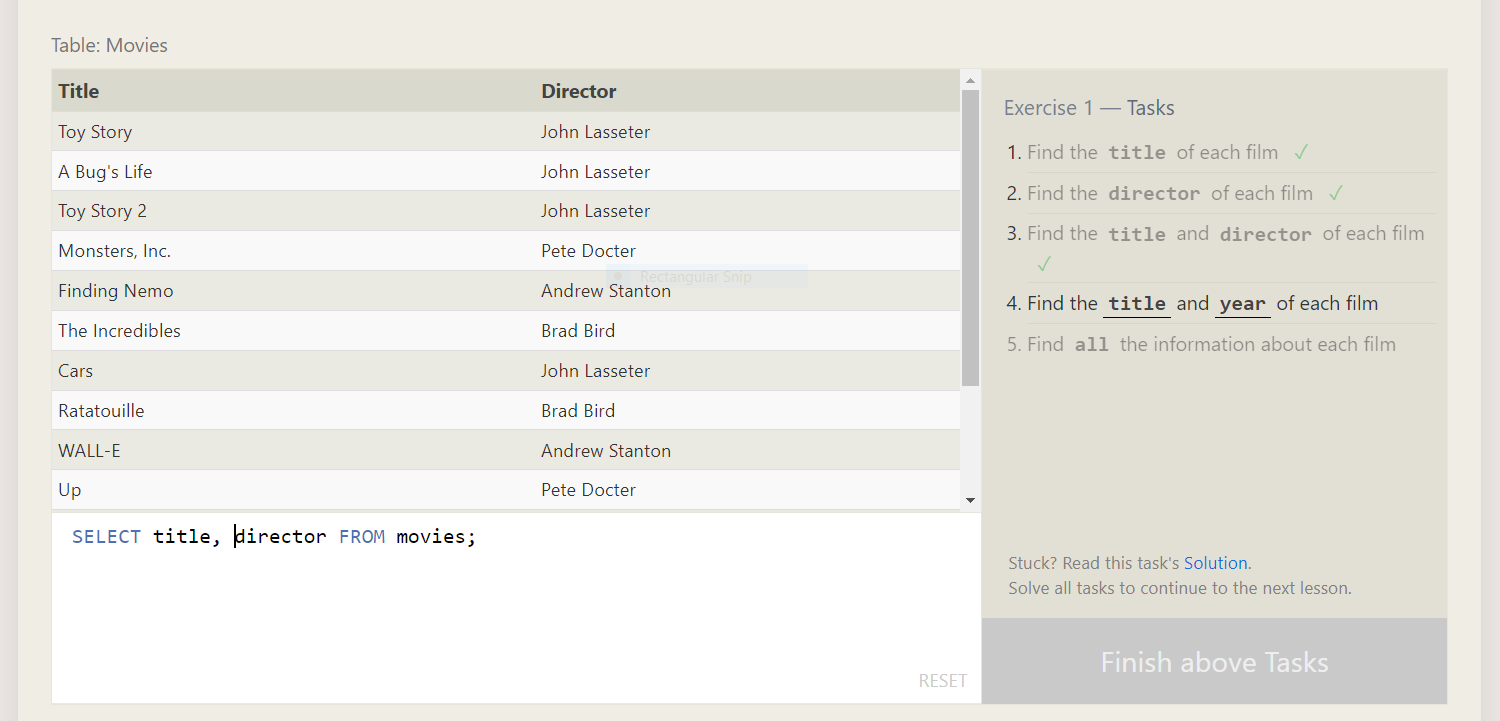 Table: Movies
Title Director
Toy Story John Lasseter
A Bug's Life John Lasseter
Toy Story 2 John Lasseter
Monsters, Inc. Pete Docter
Rectangular Snip
Finding Nemo Andrew Stanton
The Incredibles Brad Bird
Cars John Lasseter
Ratatouille Brad Bird
WALL-E Andrew Stanton
Up Pete Docter
SELECT title, director FROM movies;
RESET
Exercise 1 — Tasks
1. Find the title of each film ✓
2. Find the director of each film ✓
3. Find the title and director of each film
✓
4. Find the title and year of each film
5. Find all the information about each film
Stuck? Read this task's Solution.
Solve all tasks to continue to the next lesson.
Finish above Tasks